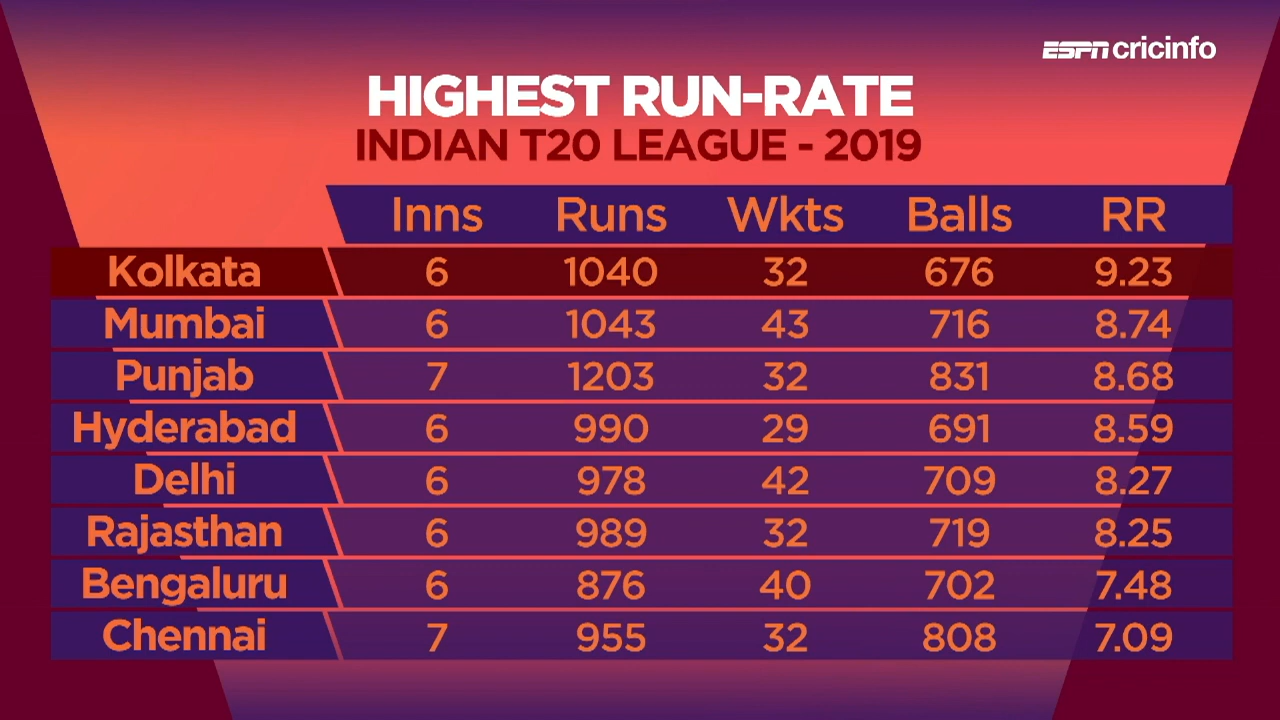 ESPN cricinfo
HIGHEST RUN-RATE
INDIAN T20 LEAGUE - 2019
Inns Runs Wkts Balls RR
Kolkata 6 1040 32 676 9.23
Mumbai 6 1043 43 716 8.74
Punjab 7 1203 32 831 8.68
Hyderabad 6 990 29 691 8.59
Delhi 6 978 42 709 8.27
Rajasthan 6 989 32 719 8.25
Bengaluru 6 876 40 702 7.48
Chennai 7 955 32 808 7.09